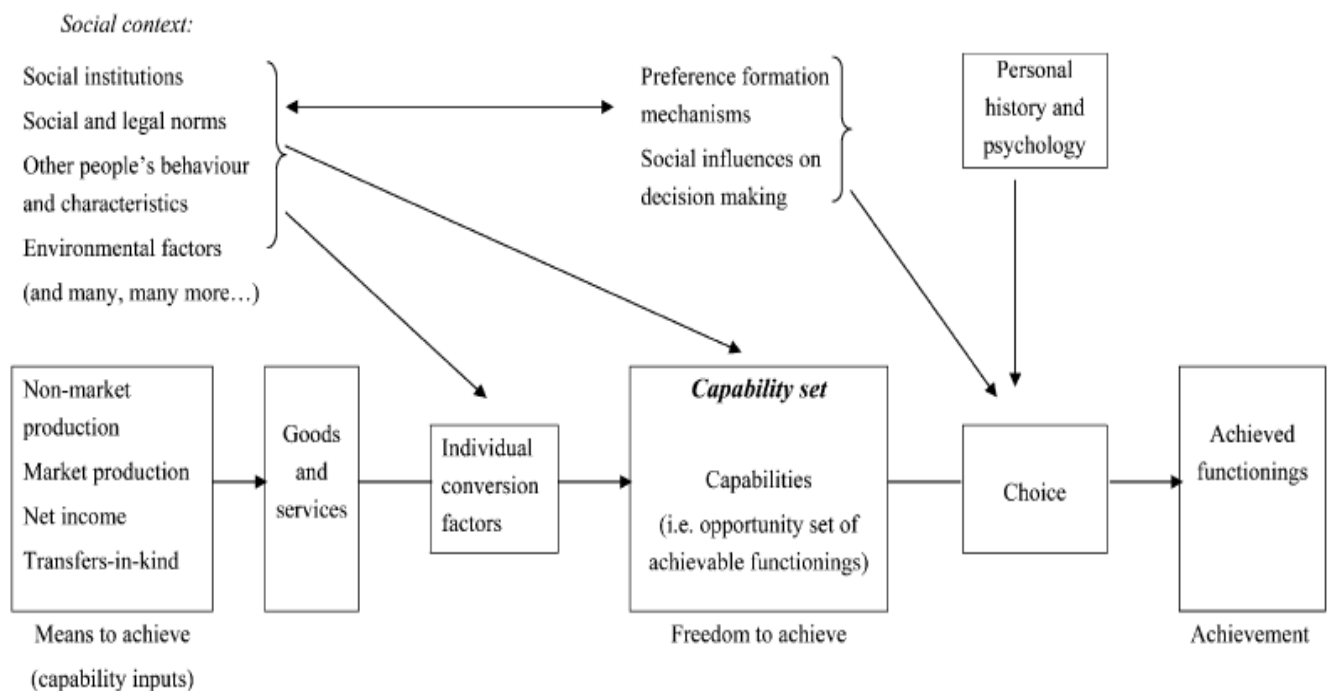 Social context:
Social institutions
Social and legal norms
Other people's behaviour
and characteristics
Environmental factors
(and many, many more…)
Preference formation
mechanisms
Social influences on
decision making
Personal
history and
psychology
Non-market
production
Market production
Net income
Transfers-in-kind
Goods
and
services
Individual
conversion
factors
Capability set
Capabilities
(i.e. opportunity set of
achievable functionings)
Choice
Achieved
functionings
Means to achieve
(capability inputs)
Freedom to achieve
Achievement